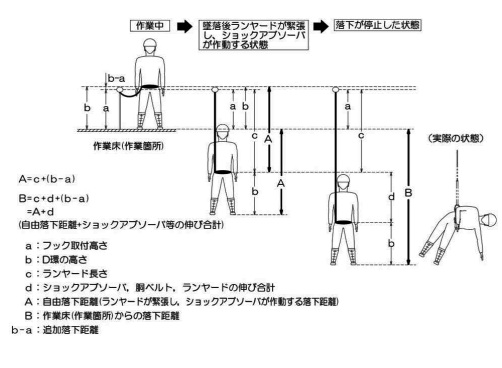 作業中
墜落後ランヤードが緊張
し、ショックアブソーバ
が作動する状態
落下が停止した状態
b-a
b
a
a
b
c
A
b
A
a
c
d
b
B
作業床(作業箇所)
(実際の状態)
A=c+(b-a)
B=c+d+(b-a)
=A+d
(自由落下距離+ショックアブソーバ等の伸び合計)
a：フック取付高さ
b：D環の高さ
c：ランヤード長さ
d：ショックアブソーバ，胴ベルト，ランヤードの伸び合計
A：自由落下距離(ランヤードが緊張し，ショックアブソーバが作動する落下距離)
B：作業床(作業箇所)からの落下距離
b-a：追加落下距離